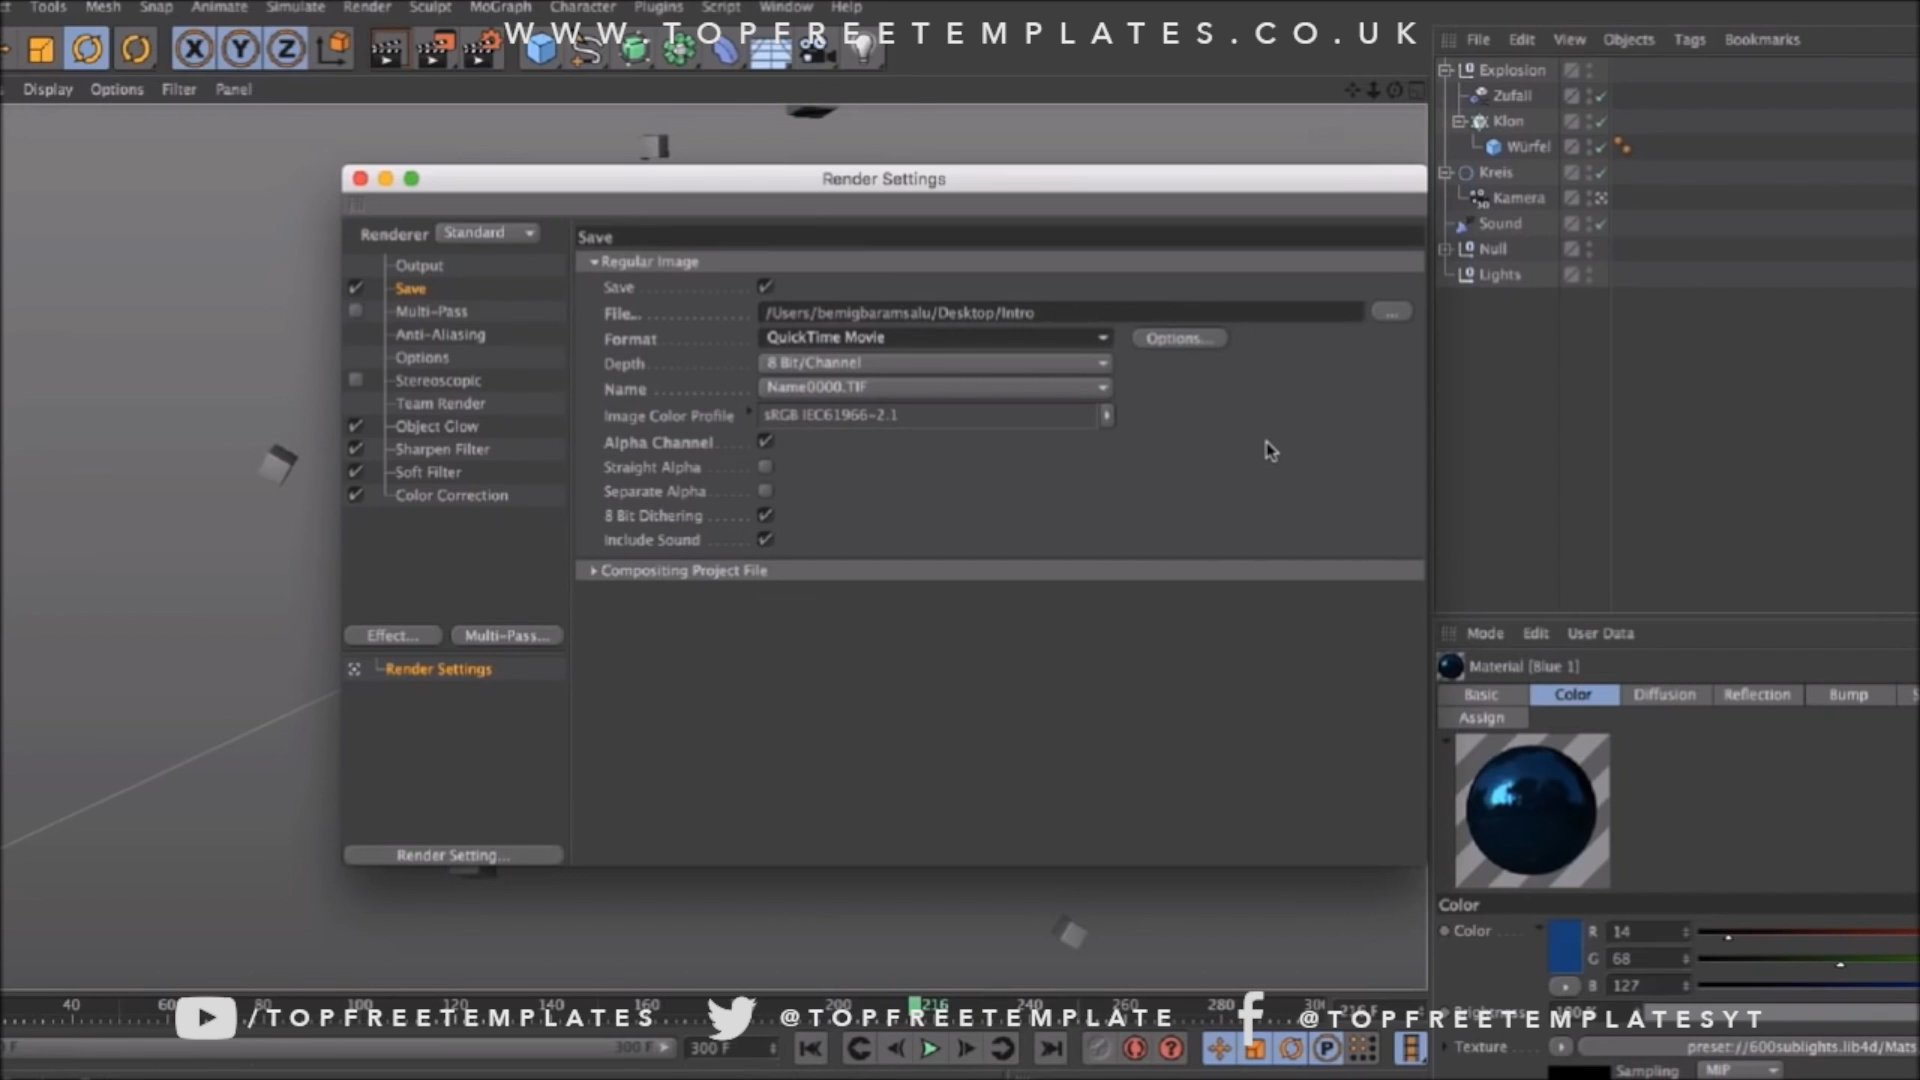 Tools Mesh Snap Animate Simulate Render Sculpt MoGraph Character Plugins Script Window Help
WWW.TOPFREETEMPLATES.CO.UK
X Y Z
File Edit View Objects Tags Bookmarks
Display Options Filter Panel
Explosion
Zufall
Klon
Würfel
Kreis
Kamera
Sound
Null
Lights
Render Settings
Renderer Standard
Output
Save
Multi-Pass
Anti-Aliasing
Options
Stereoscopic
Team Render
Object Glow
Sharpen Filter
Soft Filter
Color Correction
Effect... Multi-Pass...
Render Settings
Render Setting...
Save
Regular Image
Save
File... /Users/bemigbaramsalu/Desktop/Intro ...
Format QuickTime Movie Options...
Depth 8 Bit/Channel
Name Name0000.TIF
Image Color Profile sRGB IEC61966-2.1
Alpha Channel
Straight Alpha
Separate Alpha
8 Bit Dithering
Include Sound
Compositing Project File
Mode Edit User Data
Material [Blue 1]
Basic Color Diffusion Reflection Bump
Assign
Color
Color R 14
G 68
B 127
Texture preset://600sublights.lib4d/Mats
Sampling MIP
40 60 80 100 120 140 160 200 216 240 260 280
/TOPFREETEMPLATES @TOPFREETEMPLATE @TOPFREETEMPLATESYT
300 F 300 F